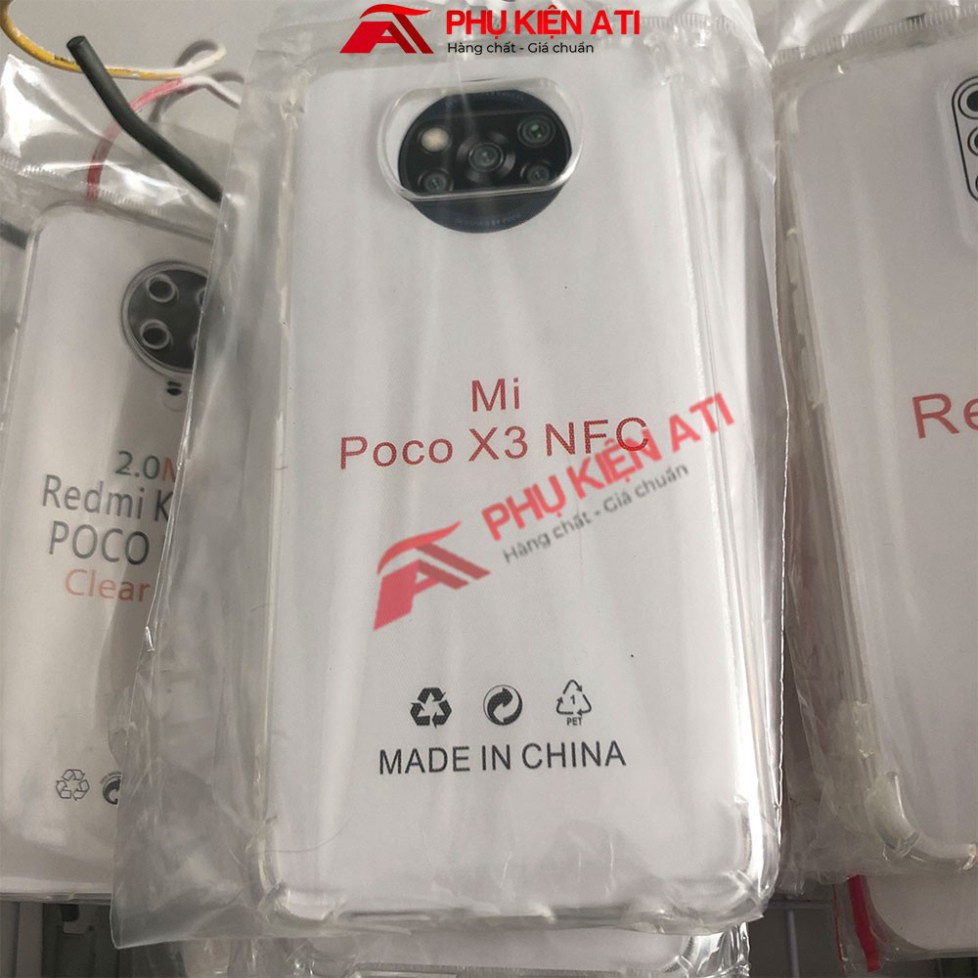 PHỤ KIỆN ATI
Hàng chất - Giá chuẩn
Mi
Poco X3 NFC
PHỤ KIỆN ATI
Hàng chất - Giá chuẩn
1
PET
MADE IN CHINA
2.0
Redmi
POCO
Clear